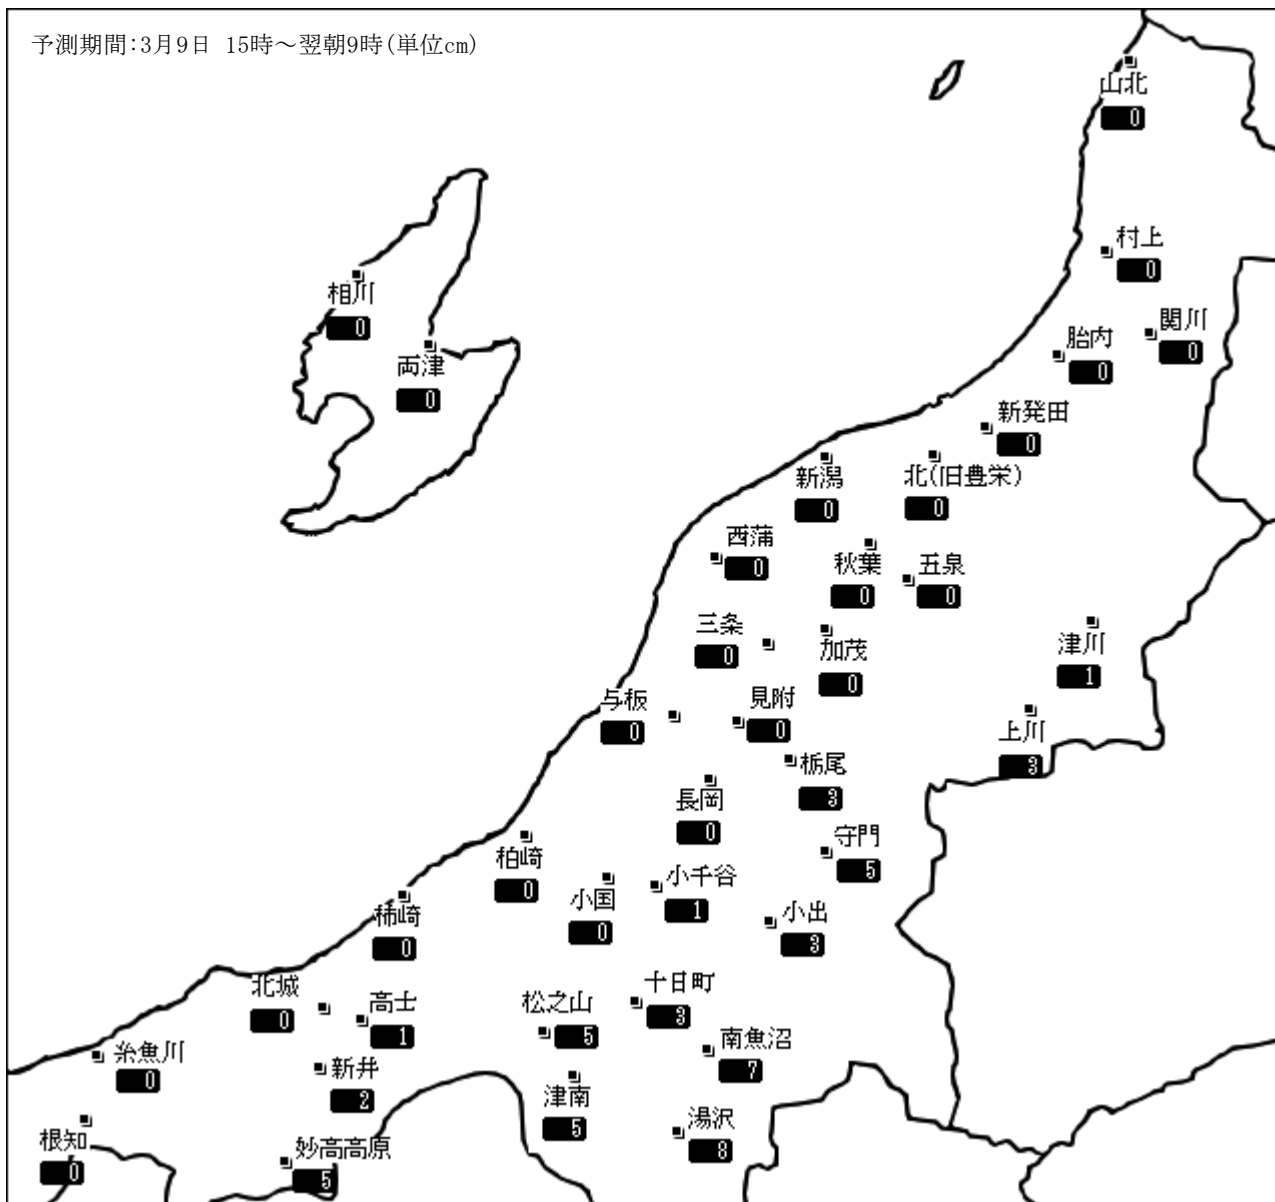 予測期間:3月9日 15時～翌朝9時(単位cm)
山北
0
村上
0
相川
0
関川
0
胎内
0
両津
0
新発田
0
新潟
0
北(旧豊栄)
0
西蒲
0
秋葉
0
五泉
0
三条
0
加茂
0
津川
1
与板
0
見附
0
上川
3
栃尾
3
長岡
0
守門
5
柏崎
0
小国
0
小千谷
1
小出
3
柿崎
0
北城
0
高士
1
松之山
5
十日町
3
南魚沼
7
糸魚川
0
新井
2
津南
5
湯沢
8
根知
0
妙高高原
5